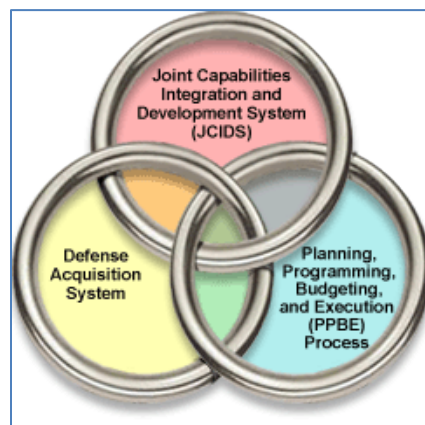 Joint Capabilities
Integration and
Development System
(JCIDS)
Defense
Acquisition
System
Planning,
Programming,
Budgeting,
and Execution
(PPBE)
Process